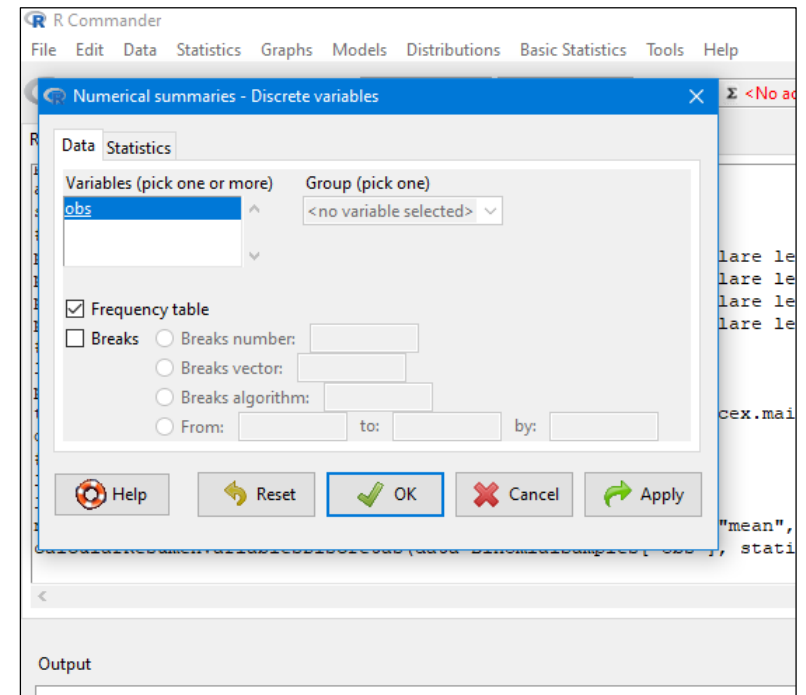 R Commander
File Edit Data Statistics Graphs Models Distributions Basic Statistics Tools Help
Numerical summaries - Discrete variables
Σ <No ac
Data Statistics
Variables (pick one or more) Group (pick one)
obs
<no variable selected>
lare le
lare le
lare le
lare le
Frequency table
Breaks Breaks number:
Breaks vector:
Breaks algorithm:
cex.mai
From: to: by:
Help Reset OK Cancel Apply
"mean",
stati
Output